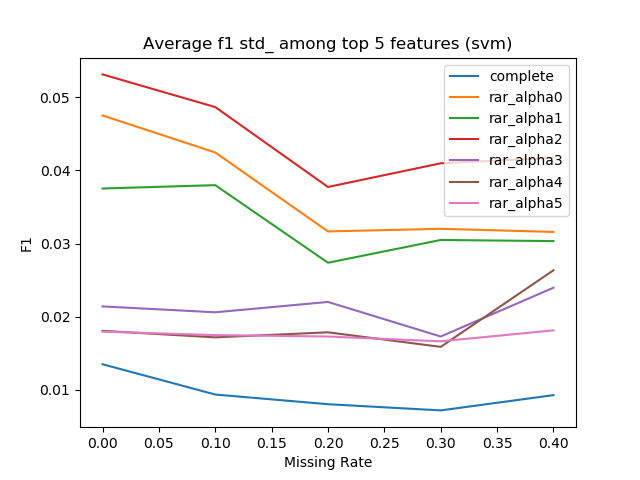 Average f1 std_ among top 5 features (svm)
complete
rar_alpha0
rar_alpha1
rar_alpha2
rar_alpha3
rar_alpha4
rar_alpha5
F1
0.05
0.04
0.03
0.02
0.01
0.00 0.05 0.10 0.15 0.20 0.25 0.30 0.35 0.40
Missing Rate